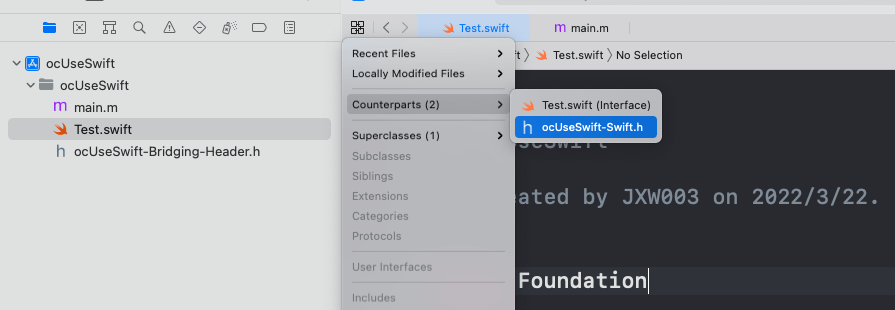 Test.swift
main.m
ocUseSwift
ocUseSwift
main.m
Test.swift
ocUseSwift-Bridging-Header.h
Recent Files
Locally Modified Files
Counterparts (2)
Superclasses (1)
Subclasses
Siblings
Extensions
Categories
Protocols
User Interfaces
Includes
Test.swift
No Selection
Test.swift (Interface)
ocUseSwift-Swift.h
eated by JXW003 on 2022/3/22.
Foundation